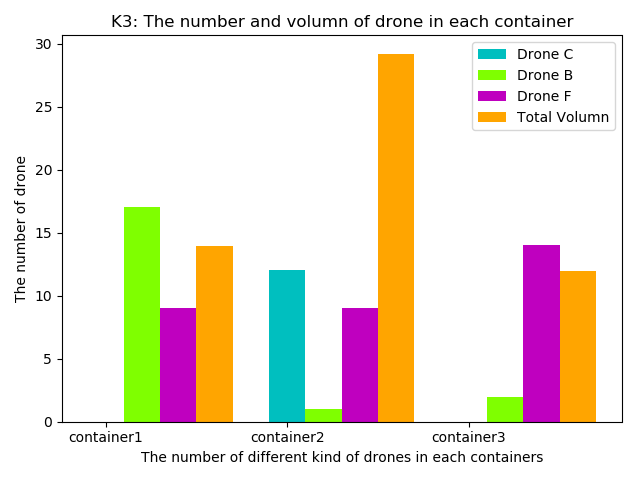 K3: The number and volumn of drone in each container
Drone C
Drone B
Drone F
Total Volumn
The number of drone
30
25
20
15
10
5
0
container1
container2
container3
The number of different kind of drones in each containers